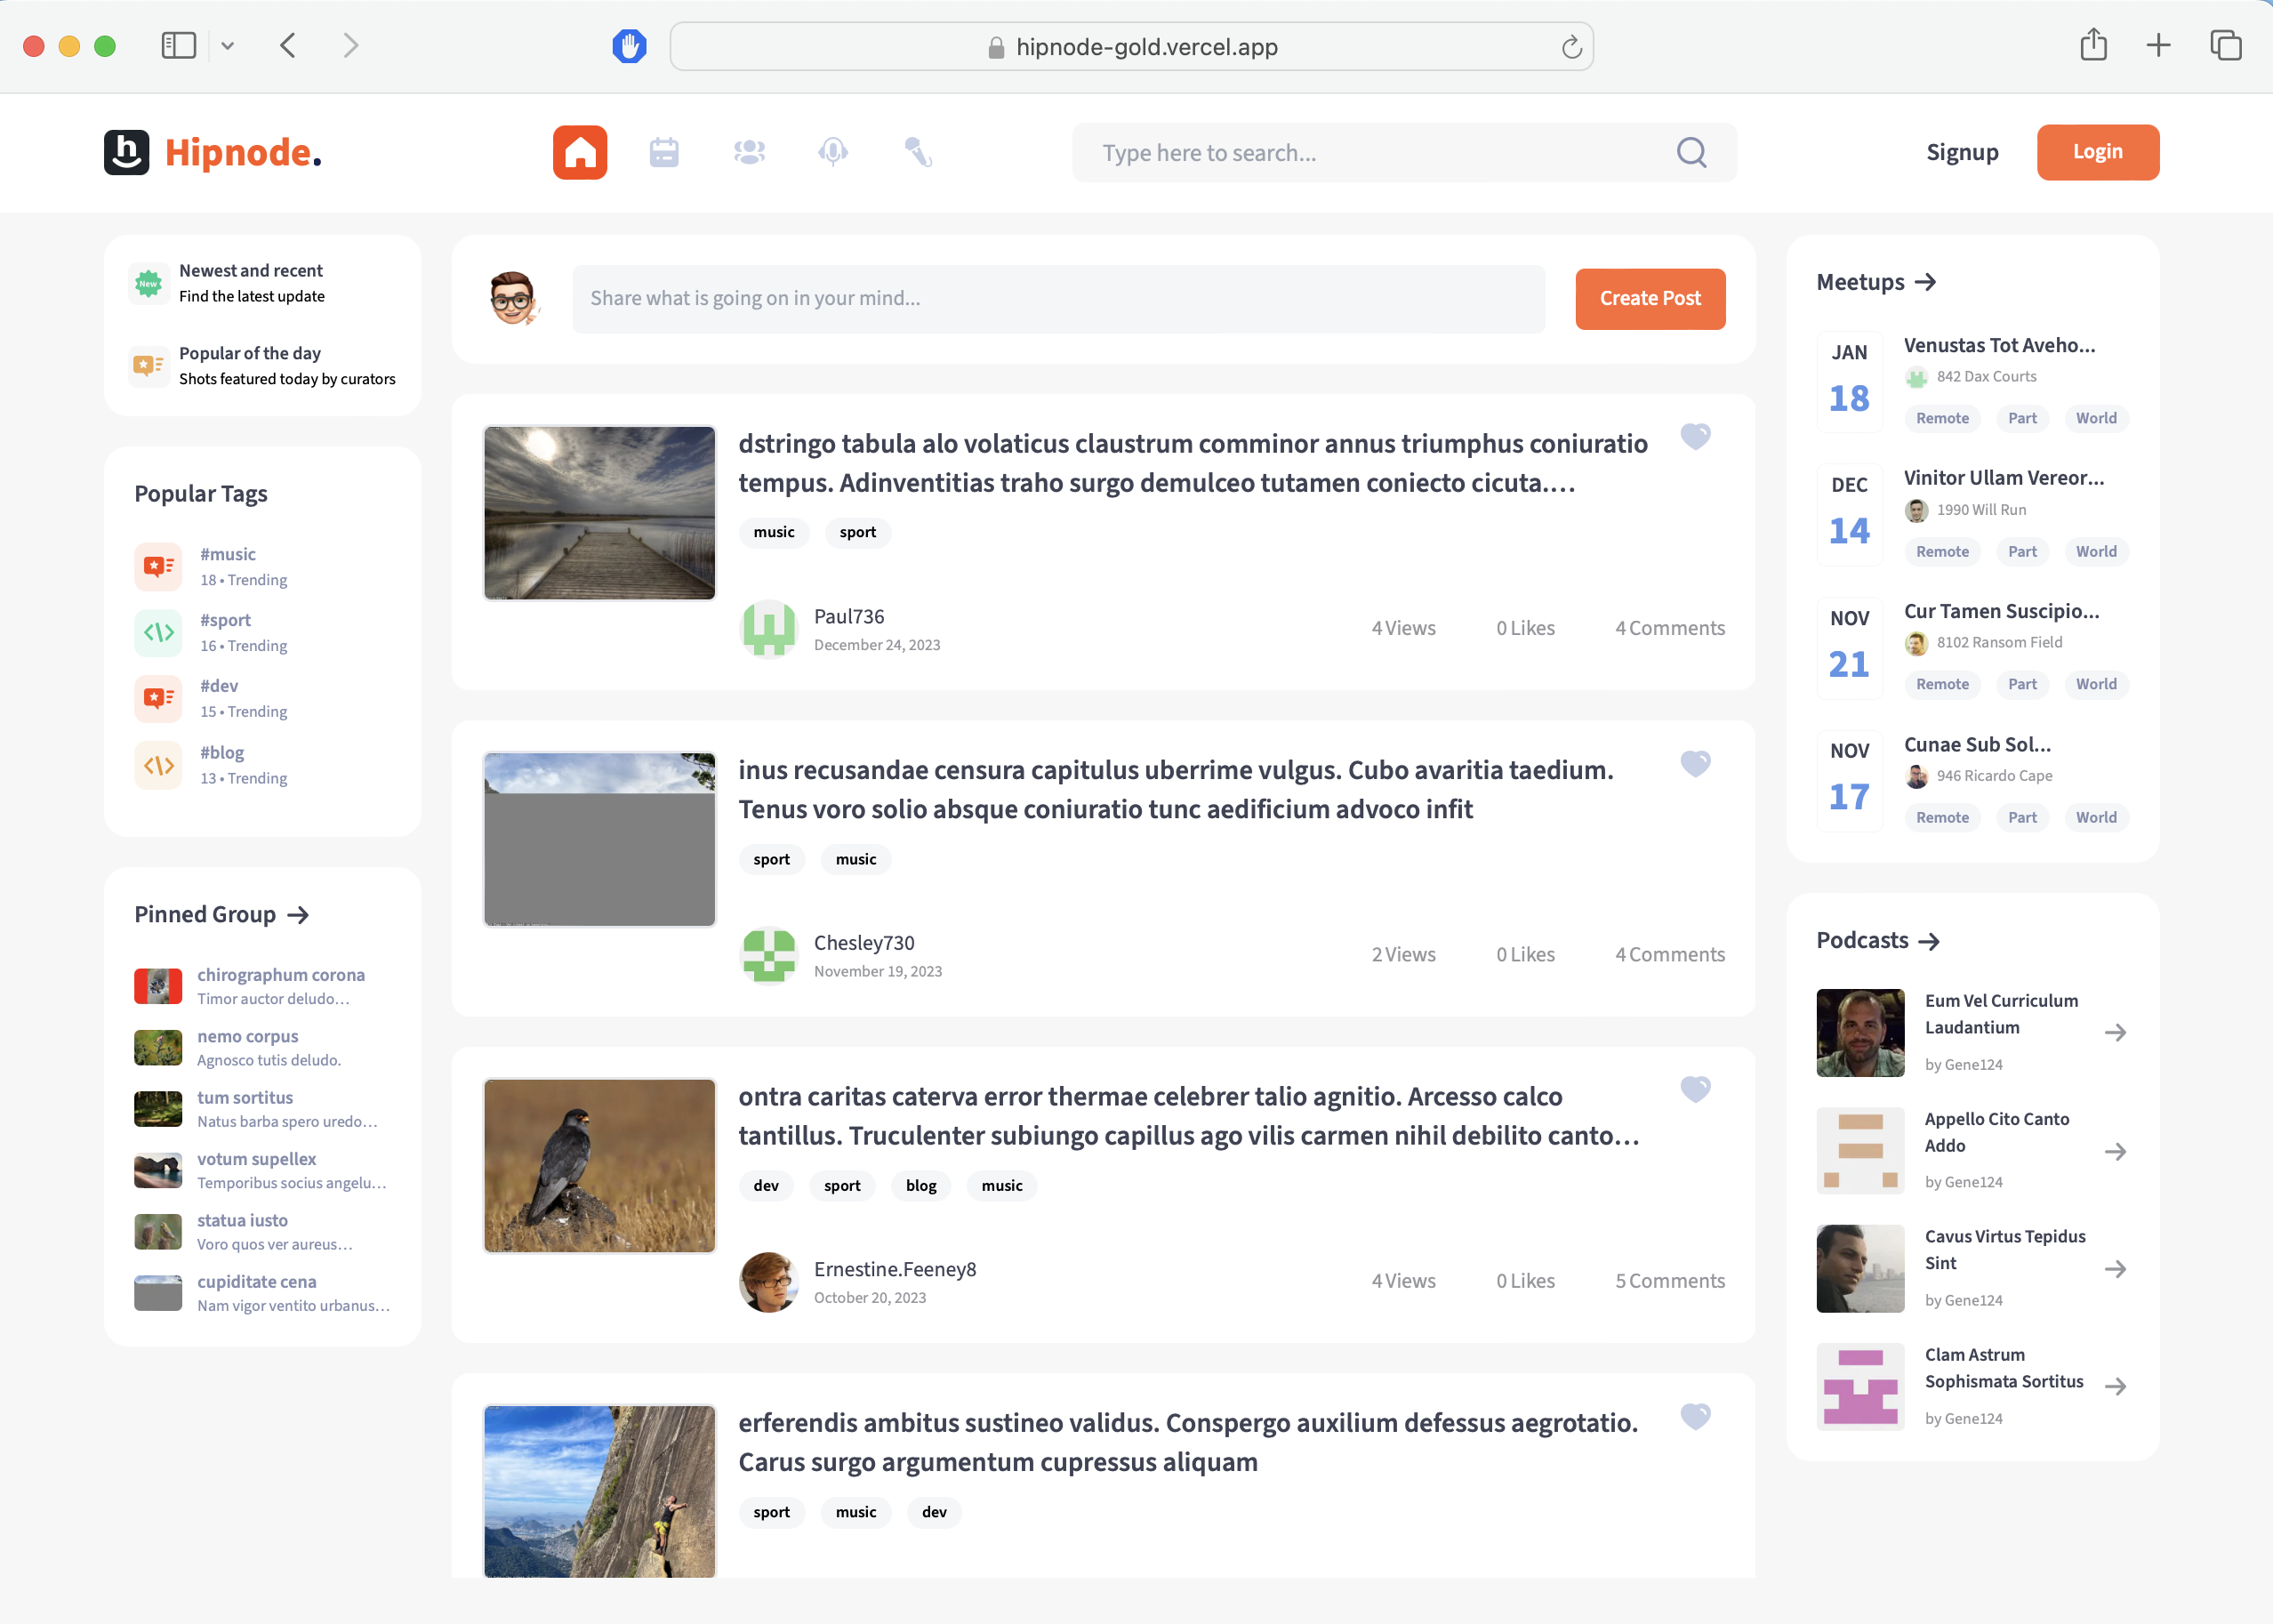 hipnode-gold.vercel.app
Hipnode.
Type here to search...
Signup
Login
New
Newest and recent
Find the latest update
Popular of the day
Shots featured today by curators
Popular Tags
#music
18 • Trending
#sport
16 • Trending
#dev
15 • Trending
#blog
13 • Trending
Pinned Group
chirographum corona
Timor auctor deludo...
nemo corpus
Agnosco tutis deludo.
tum sortitus
Natus barba spero uredo...
votum supellex
Temporibus socius angelu...
statua iusto
Voro quos ver aureus...
cupiditate cena
Nam vigor ventito urbanus...
Share what is going on in your mind...
Create Post
dstringo tabula alo volaticus claustrum comminor annus triumphus coniuratio
tempus. Adinventitias traho surgo demulceo tutamen coniecto cicuta....
music sport
Paul736
December 24, 2023
4 Views 0 Likes 4 Comments
inus recusandae censura capitulus uberrime vulgus. Cubo avaritia taedium.
Tenus voro solio absque coniuratio tunc aedificium advoco infit
sport music
Chesley730
November 19, 2023
2 Views 0 Likes 4 Comments
ontra caritas caterva error thermae celebrer talio agnitio. Arcesso calco
tantillus. Truculenter subiungo capillus ago vilis carmen nihil debilito canto...
dev sport blog music
Ernestine.Feeney8
October 20, 2023
4 Views 0 Likes 5 Comments
erferendis ambitus sustineo validus. Conspergo auxilium defessus aegrotatio.
Carus surgo argumentum cupressus aliquam
sport music dev
Meetups
JAN
18
Venustas Tot Aveho...
842 Dax Courts
Remote Part World
DEC
14
Vinitor Ullam Vereor...
1990 Will Run
Remote Part World
NOV
21
Cur Tamen Suscipio...
8102 Ransom Field
Remote Part World
NOV
17
Cunae Sub Sol...
946 Ricardo Cape
Remote Part World
Podcasts
Eum Vel Curriculum
Laudantium
by Gene124
Appello Cito Canto
Addo
by Gene124
Cavus Virtus Tepidus
Sint
by Gene124
Clam Astrum
Sophismata Sortitus
by Gene124